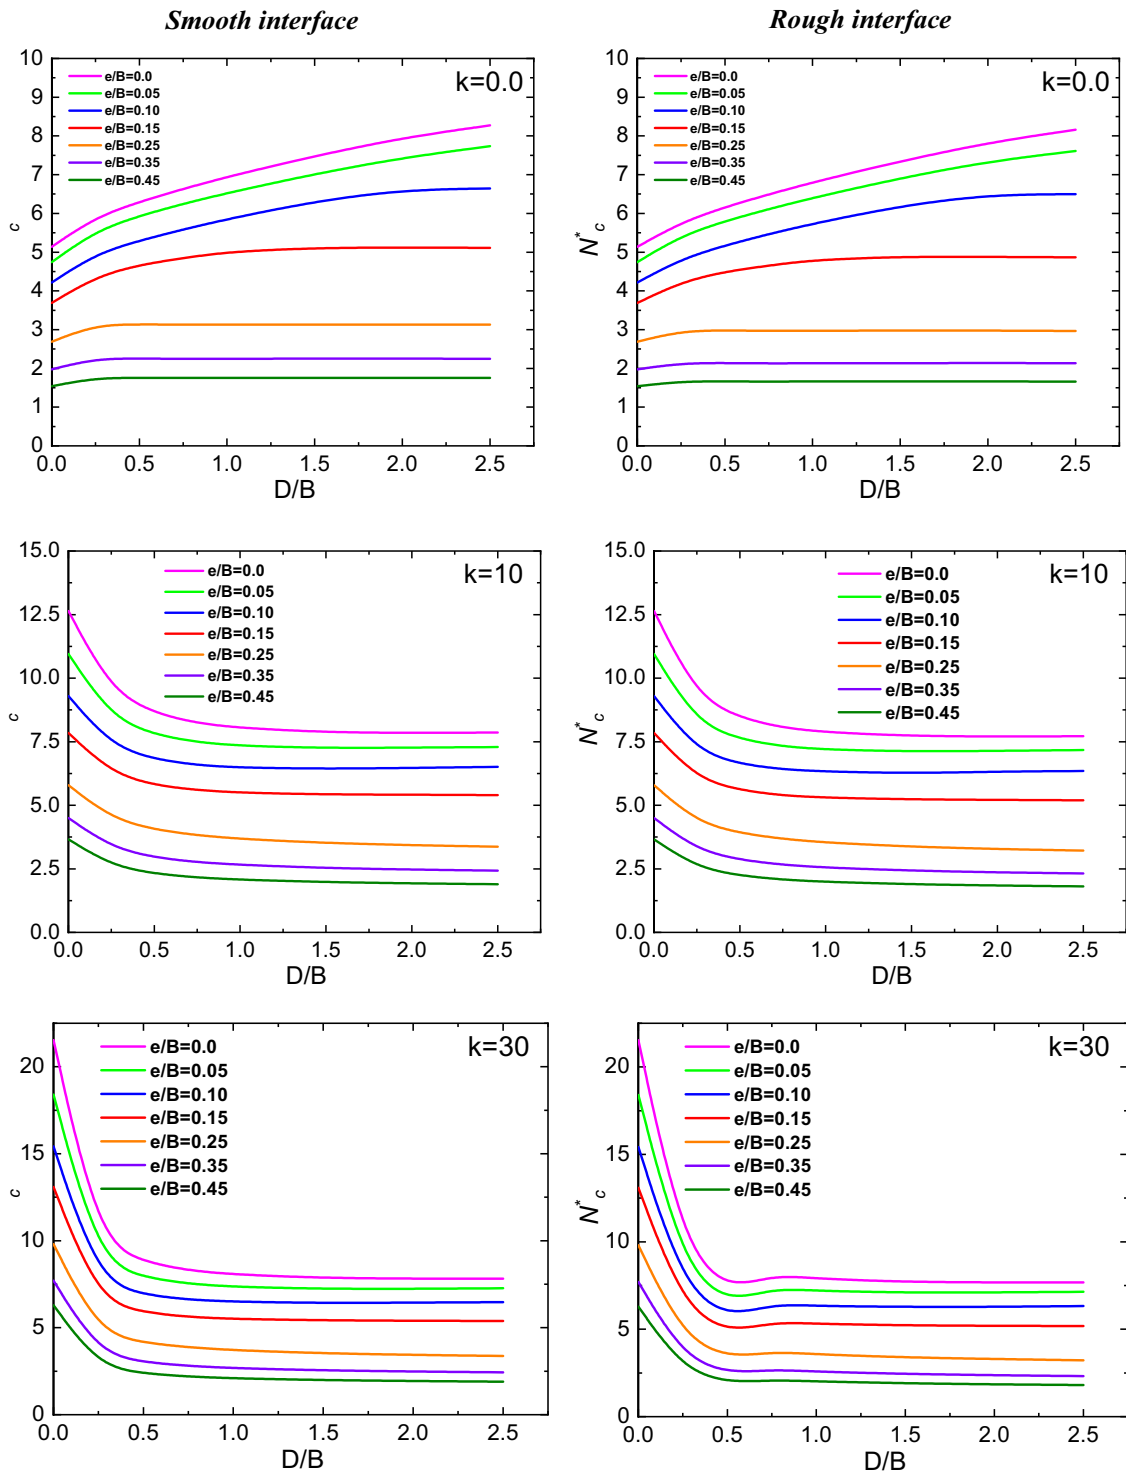 Smooth interface
Rough interface
10
9
8
7
6
5
4
3
2
1
0
c
e/B=0.0
e/B=0.05
e/B=0.10
e/B=0.15
e/B=0.25
e/B=0.35
e/B=0.45
k=0.0
0.0 0.5 1.0 1.5 2.0 2.5
D/B
10
9
8
7
6
5
4
3
2
1
0
N*c
e/B=0.0
e/B=0.05
e/B=0.10
e/B=0.15
e/B=0.25
e/B=0.35
e/B=0.45
k=0.0
0.0 0.5 1.0 1.5 2.0 2.5
D/B
15.0
12.5
10.0
7.5
5.0
2.5
0.0
c
e/B=0.0
e/B=0.05
e/B=0.10
e/B=0.15
e/B=0.25
e/B=0.35
e/B=0.45
k=10
0.0 0.5 1.0 1.5 2.0 2.5
D/B
15.0
12.5
10.0
7.5
5.0
2.5
0.0
N*c
e/B=0.0
e/B=0.05
e/B=0.10
e/B=0.15
e/B=0.25
e/B=0.35
e/B=0.45
k=10
0.0 0.5 1.0 1.5 2.0 2.5
D/B
20
15
10
5
0
c
e/B=0.0
e/B=0.05
e/B=0.10
e/B=0.15
e/B=0.25
e/B=0.35
e/B=0.45
k=30
0.0 0.5 1.0 1.5 2.0 2.5
D/B
20
15
10
5
0
N*c
e/B=0.0
e/B=0.05
e/B=0.10
e/B=0.15
e/B=0.25
e/B=0.35
e/B=0.45
k=30
0.0 0.5 1.0 1.5 2.0 2.5
D/B